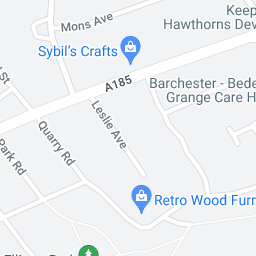 Mons Ave
Keep
Hawthorns Dev
Sybil's Crafts
A185
Barchester - Bede
Grange Care H
St
Leslie Ave
Quarry Rd
Park Rd
Retro Wood Furn